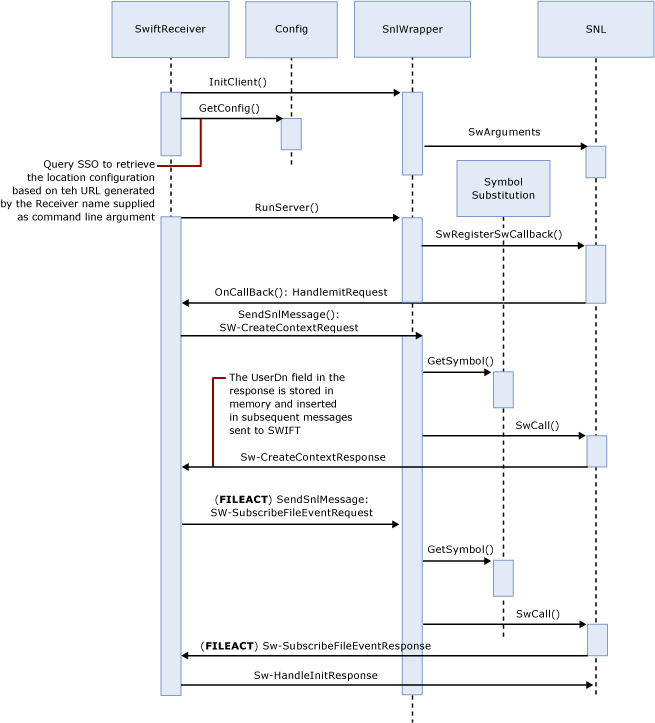 SwiftReceiver
Config
SnlWrapper
SNL
InitClient()
GetConfig()
SwArguments
Query SSO to retrieve
the location configuration
based on teh URL generated
by the Receiver name supplied
as command line argument
Symbol
Substitution
RunServer()
SwRegisterSwCallback()
OnCallBack(): HandlemitRequest
SendSnlMessage():
SW-CreateContextRequest
GetSymbol()
The UserDn field in the
response is stored in
memory and inserted
in subsequent messages
sent to SWIFT
SwCall()
Sw-CreateContextResponse
(FILEACT) SendSnlMessage:
SW-SubscribeFileEventRequest
GetSymbol()
SwCall()
(FILEACT) Sw-SubscribeFileEventResponse
Sw-HandleInitResponse